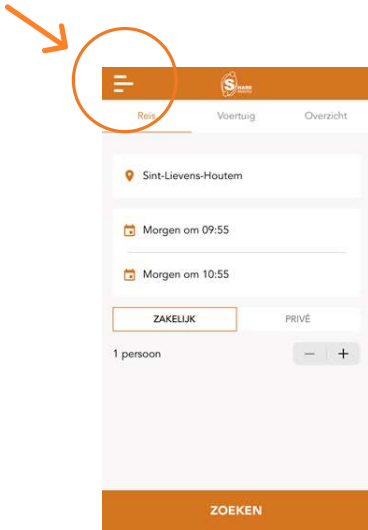 SHARE
Reis Voertuig Overzicht
Sint-Lievens-Houtem
Morgen om 09:55
Morgen om 10:55
ZAKELIJK PRIVÉ
1 persoon − +
ZOEKEN